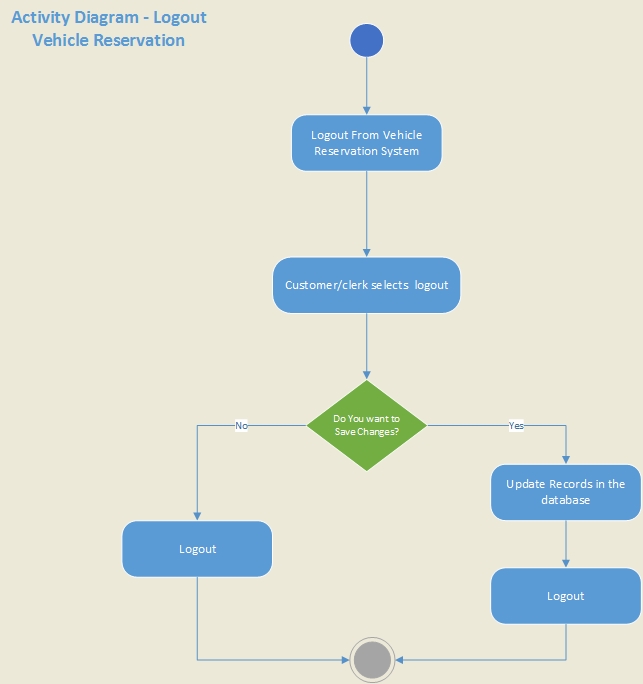 Activity Diagram - Logout
Vehicle Reservation
Logout From Vehicle
Reservation System
Customer/clerk selects logout
Do You want to
Save Changes?
No
Yes
Update Records in the
database
Logout
Logout